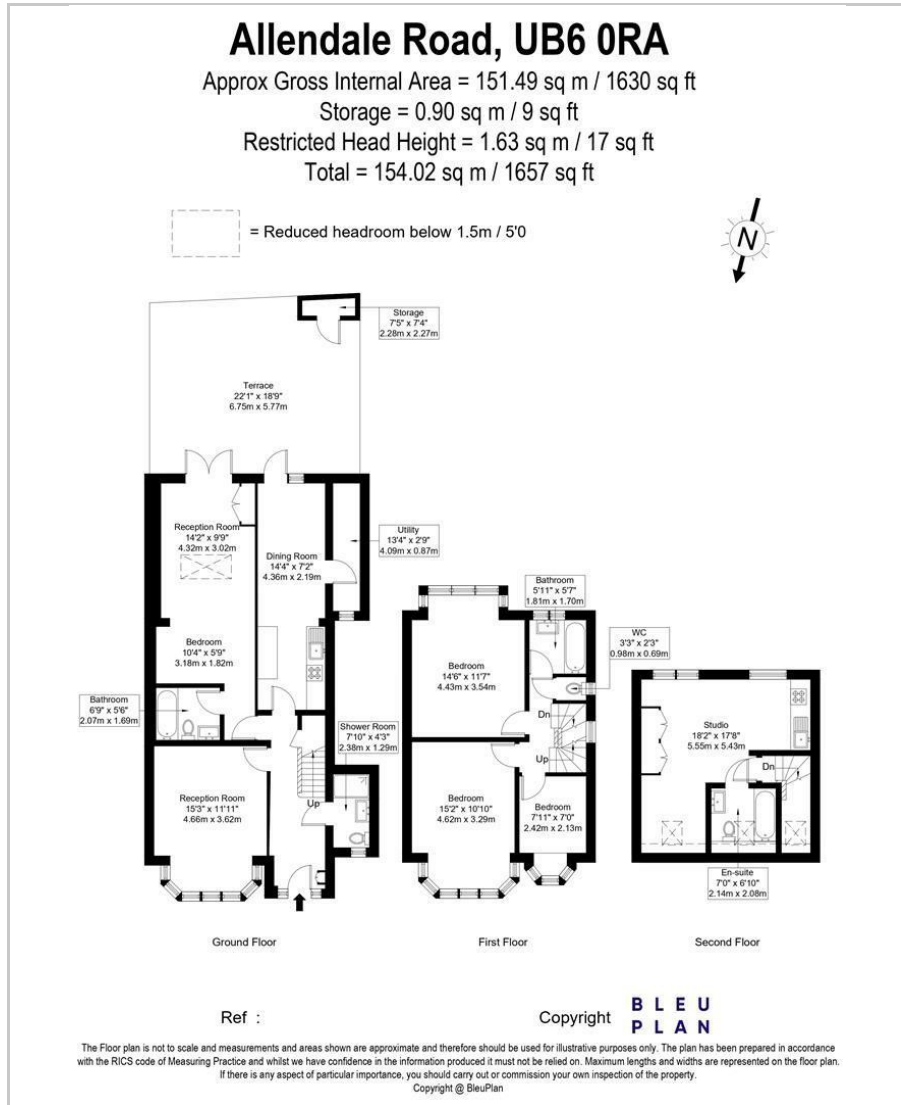 Allendale Road, UB6 0RA
Approx Gross Internal Area = 151.49 sq m / 1630 sq ft
Storage = 0.90 sq m / 9 sq ft
Restricted Head Height = 1.63 sq m / 17 sq ft
Total = 154.02 sq m / 1657 sq ft
= Reduced headroom below 1.5m / 5'0
N
Storage
7'5" x 7'4"
2.28m x 2.27m
Terrace
22'1" x 18'9"
6.75m x 5.77m
Reception Room
14'2" x 9'9"
4.32m x 3.02m
Dining Room
14'4" x 7'2"
4.36m x 2.19m
Utility
13'4" x 2'9"
4.09m x 0.87m
Bedroom
10'4" x 5'9"
3.18m x 1.82m
Bathroom
6'9" x 5'6"
2.07m x 1.69m
Shower Room
7'10" x 4'3"
2.38m x 1.29m
Reception Room
15'3" x 11'11"
4.66m x 3.62m
Up
Ground Floor
Bathroom
5'11" x 5'7"
1.81m x 1.70m
WC
3'3" x 2'3"
0.98m x 0.69m
Bedroom
14'6" x 11'7"
4.43m x 3.54m
Dn
Up
Bedroom
15'2" x 10'10"
4.62m x 3.29m
Bedroom
7'11" x 7'0"
2.42m x 2.13m
First Floor
Studio
18'2" x 17'8"
5.55m x 5.43m
Dn
En-suite
7'0" x 6'10"
2.14m x 2.08m
Second Floor
Ref :
Copyright
BLEU
PLAN
The Floor plan is not to scale and measurements and areas shown are approximate and therefore should be used for illustrative purposes only. The plan has been prepared in accordance
with the RICS code of Measuring Practice and whilst we have confidence in the information produced it must not be relied on. Maximum lengths and widths are represented on the floor plan.
If there is any aspect of particular importance, you should carry out or commission your own inspection of the property.
Copyright @ BleuPlan